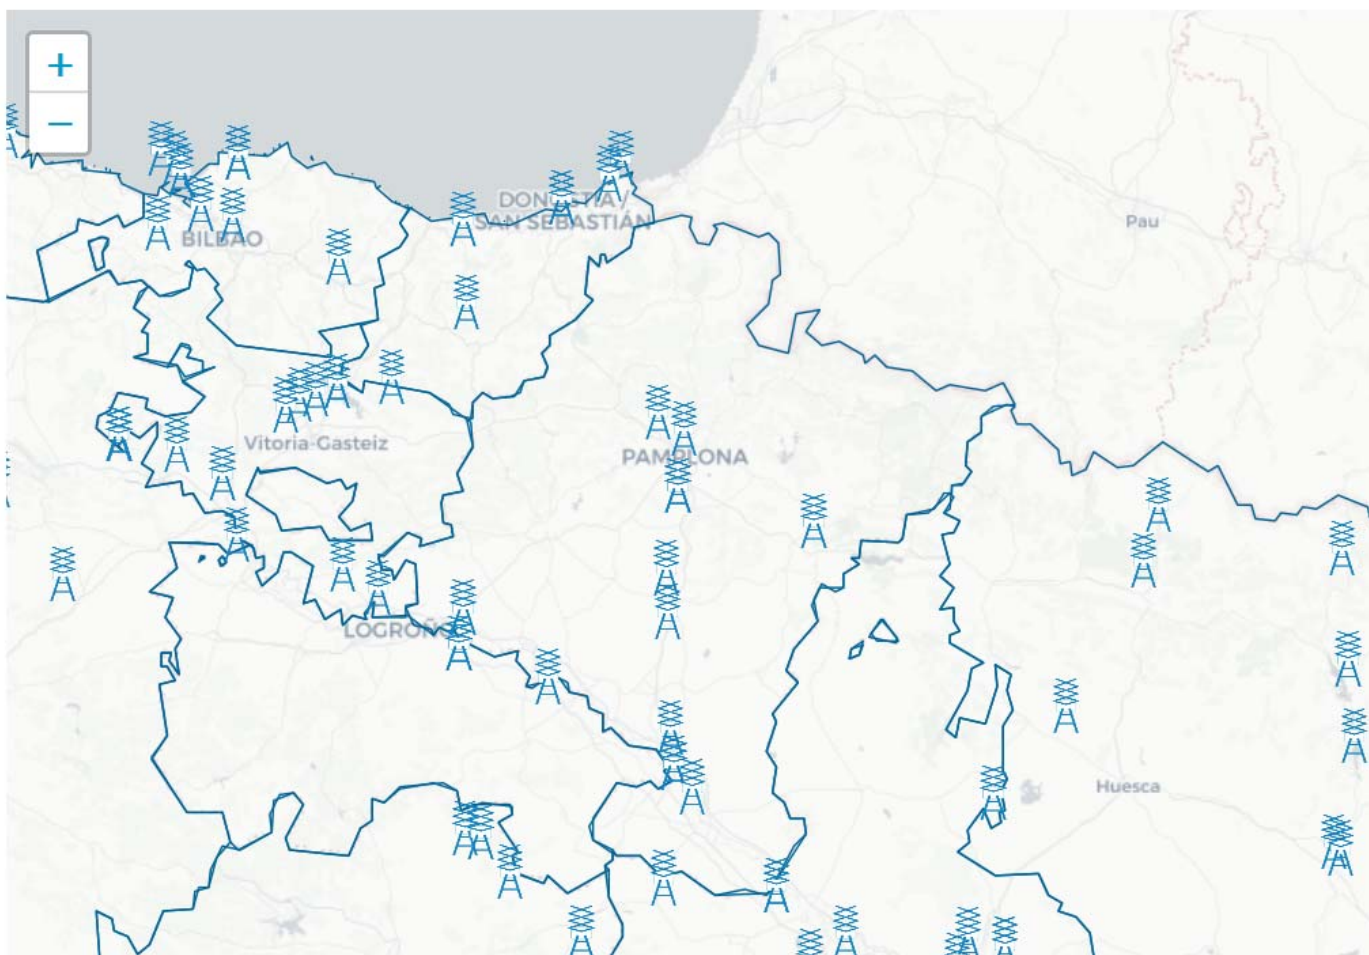 +
−
DONOSTIA /
SAN SEBASTIÁN
Pau
BILBAO
Vitoria-Gasteiz
PAMPLONA
LOGROÑO
Huesca